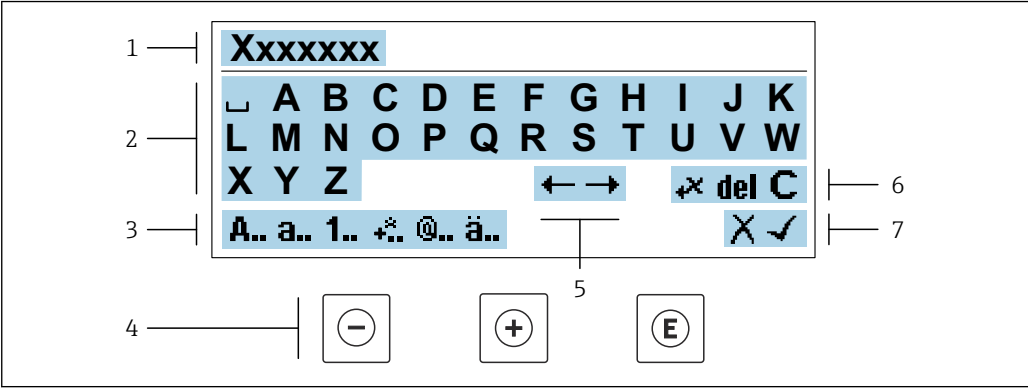 1 Xxxxxxx
␣ A B C D E F G H I J K
2 L M N O P Q R S T U V W
X Y Z ← → +× del C 6
3 A.. a.. 1.. +×.. @.. ä.. X ✓ 7
5
4 − + E